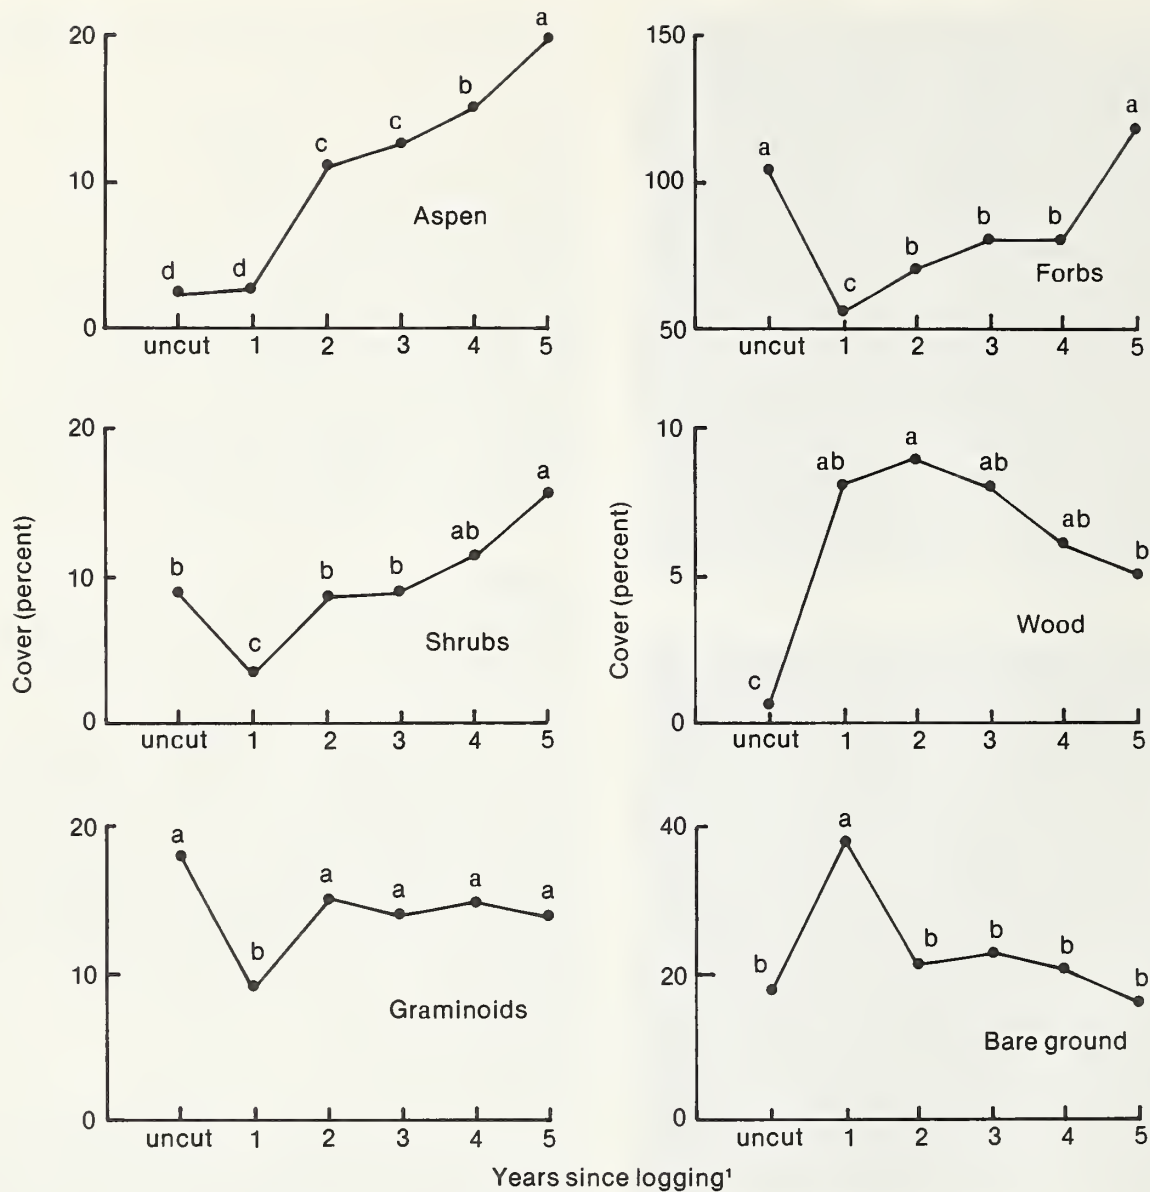 20
a
b
c
c
10
Aspen
d
d
0
uncut 1 2 3 4 5
150
a
a
100
b
b
b
Forbs
c
50
uncut 1 2 3 4 5
Cover (percent)
20
a
ab
b
b
b
10
c
Shrubs
0
uncut 1 2 3 4 5
Cover (percent)
10
a
ab
ab
ab
b
5
Wood
c
0
uncut 1 2 3 4 5
20
a
a
a
a
a
b
10
Graminoids
0
uncut 1 2 3 4 5
40
a
b
b
b
b
b
20
Bare ground
0
uncut 1 2 3 4 5
Years since logging¹